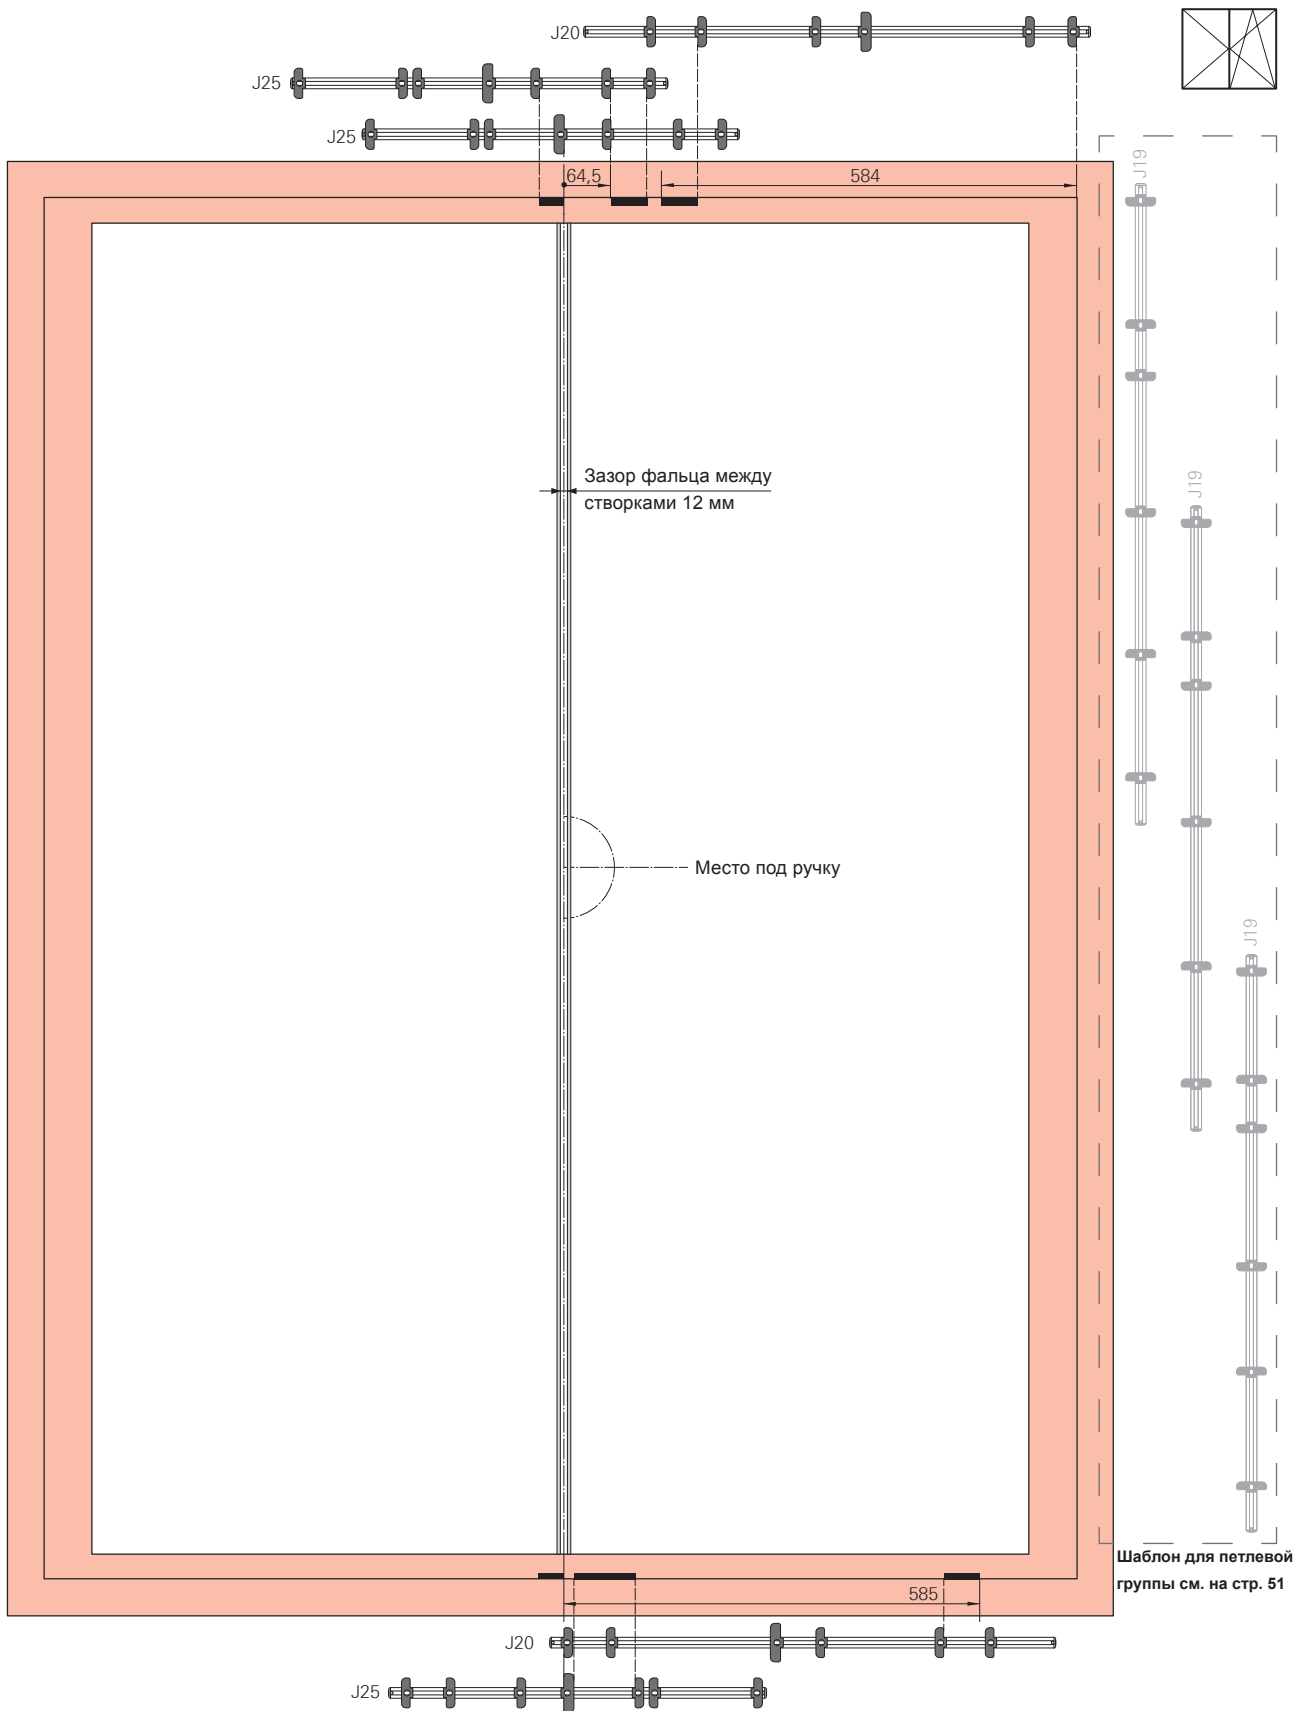 J20
J25
J25
64,5
584
J19
Зазор фальца между
створками 12 мм
J19
Место под ручку
J19
Шаблон для петлевой
группы см. на стр. 51
585
J20
J25